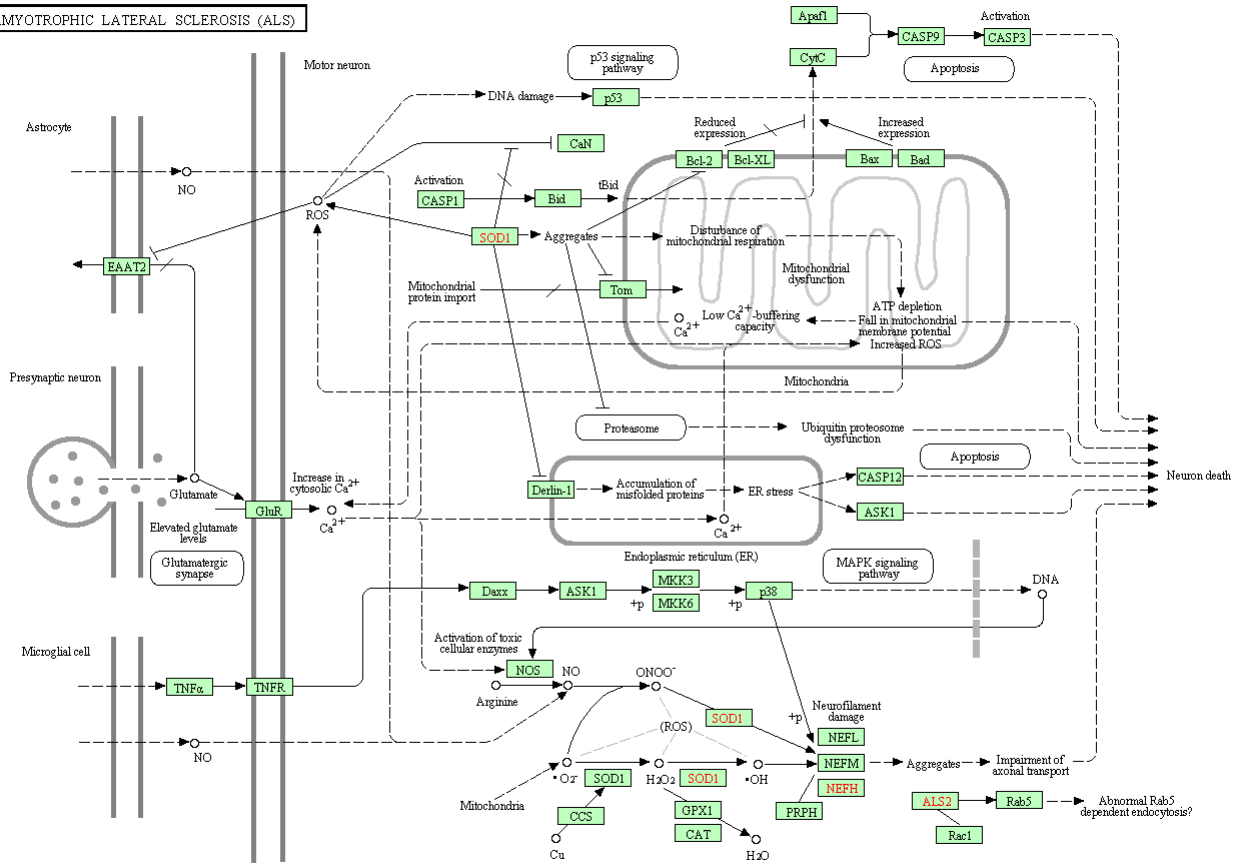 AMYOTROPHIC LATERAL SCLEROSIS (ALS)
Apaf1
Activation
CASP9
CASP3
Motor neuron
p53 signaling
pathway
CytC
Apoptosis
DNA damage
p53
Astrocyte
Reduced
expression
Increased
expression
CaN
Bcl-2
Bcl-XL
Bax
Bad
NO
Activation
CASP1
Bid
tBid
ROS
SOD1
Aggregates
Disturbance of
mitochondrial respiration
EAAT2
Mitochondrial
dysfunction
Mitochondrial
protein import
Tom
ATP depletion
Fall in mitochondrial
membrane potential
Increased ROS
Ca2+
Low Ca2+-buffering
capacity
Presynaptic neuron
Mitochondria
Proteasome
Ubiquitin proteosome
dysfunction
Apoptosis
Glutamate
Increase in
cytosolic Ca2+
Derlin-1
Accumulation of
misfolded proteins
ER stress
CASP12
Neuron death
GluR
Ca2+
Ca2+
ASK1
Elevated glutamate
levels
Glutamatergic
synapse
Endoplasmic reticulum (ER)
MAPK signaling
pathway
Daxx
ASK1
+p
MKK3
MKK6
+p
p38
DNA
Activation of toxic
cellular enzymes
Microglial cell
NOS
NO
ONOO-
TNFα
TNFR
Arginine
SOD1
+p
Neurofilament
damage
(ROS)
NEFL
NO
•O2-
SOD1
H2O2
SOD1
•OH
NEFM
Aggregates
Impairment of
axonal transport
NEFH
Mitochondria
CCS
GPX1
PRPH
ALS2
Rab5
Abnormal Rab5
dependent endocytosis?
CAT
Rac1
Cu
H2O